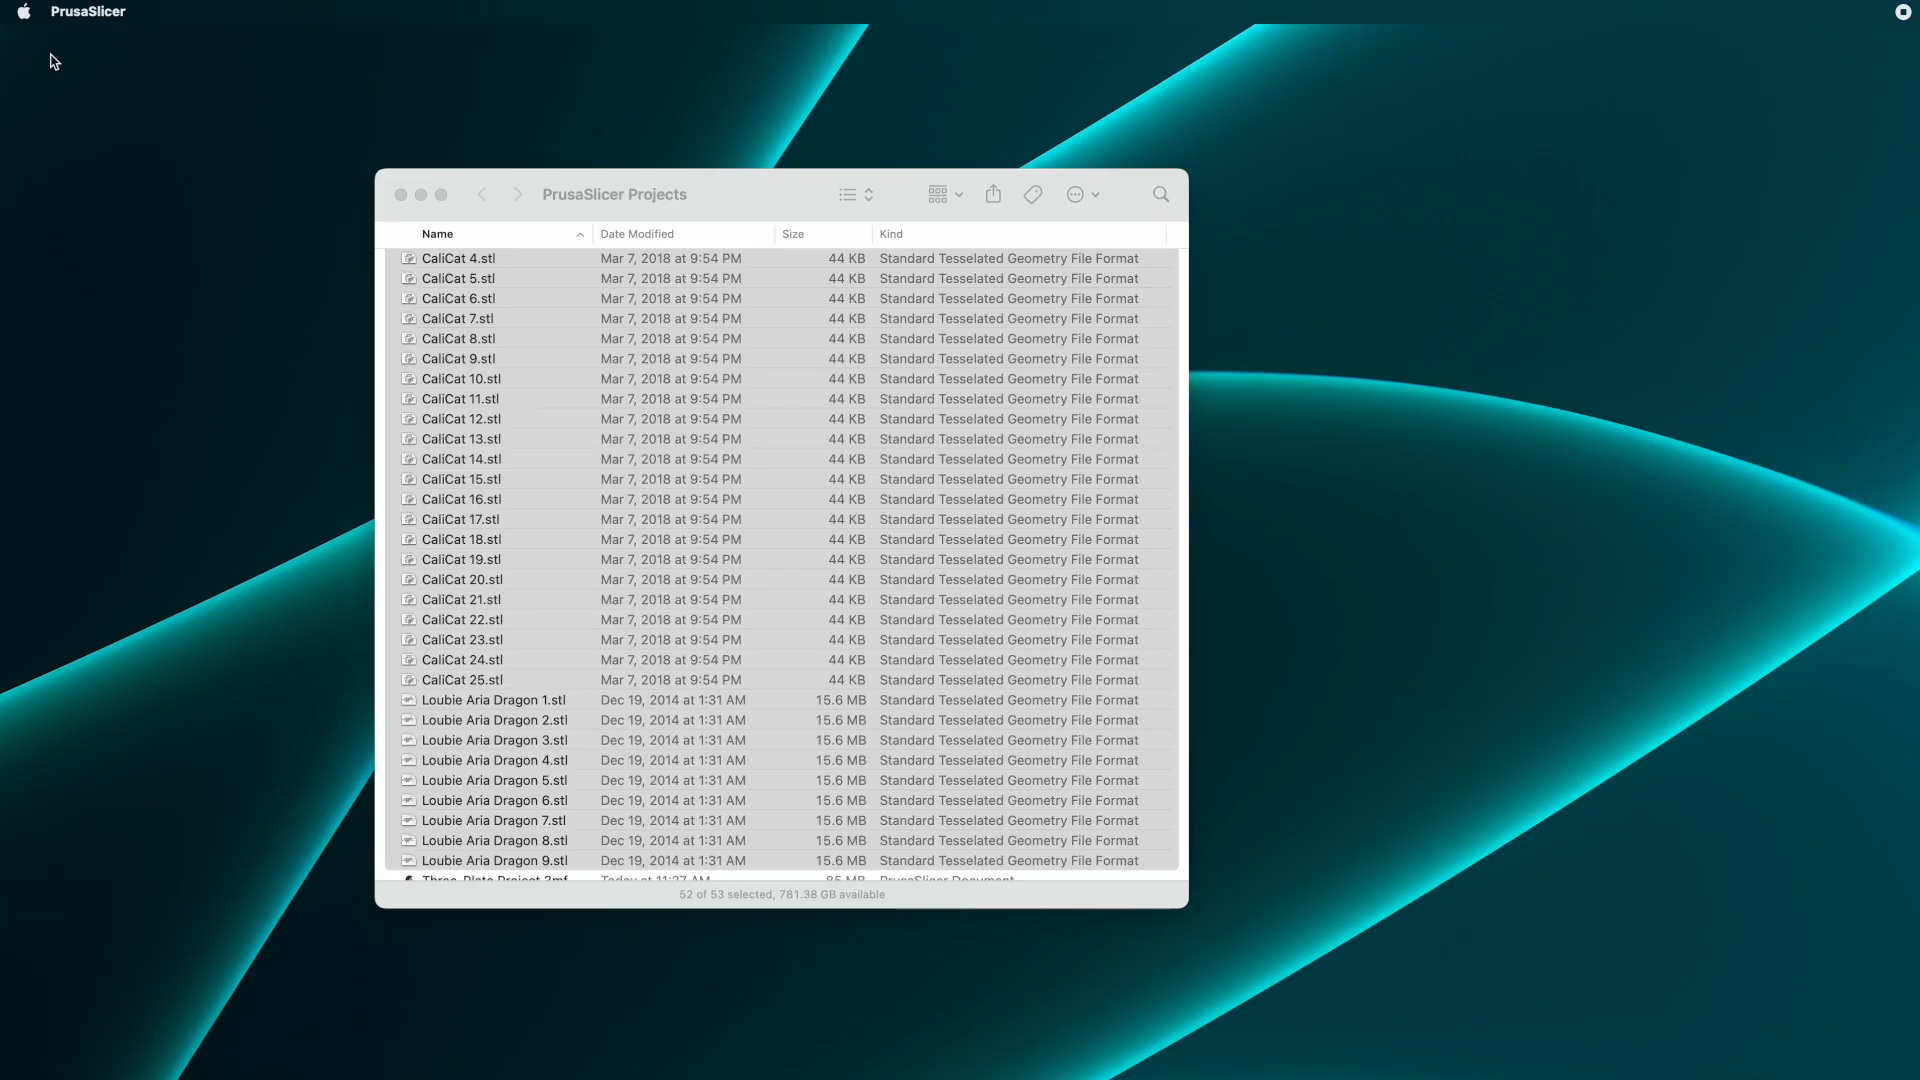 PrusaSlicer
PrusaSlicer Projects
Name Date Modified Size Kind
CaliCat 4.stl Mar 7, 2018 at 9:54 PM 44 KB Standard Tesselated Geometry File Format
CaliCat 5.stl Mar 7, 2018 at 9:54 PM 44 KB Standard Tesselated Geometry File Format
CaliCat 6.stl Mar 7, 2018 at 9:54 PM 44 KB Standard Tesselated Geometry File Format
CaliCat 7.stl Mar 7, 2018 at 9:54 PM 44 KB Standard Tesselated Geometry File Format
CaliCat 8.stl Mar 7, 2018 at 9:54 PM 44 KB Standard Tesselated Geometry File Format
CaliCat 9.stl Mar 7, 2018 at 9:54 PM 44 KB Standard Tesselated Geometry File Format
CaliCat 10.stl Mar 7, 2018 at 9:54 PM 44 KB Standard Tesselated Geometry File Format
CaliCat 11.stl Mar 7, 2018 at 9:54 PM 44 KB Standard Tesselated Geometry File Format
CaliCat 12.stl Mar 7, 2018 at 9:54 PM 44 KB Standard Tesselated Geometry File Format
CaliCat 13.stl Mar 7, 2018 at 9:54 PM 44 KB Standard Tesselated Geometry File Format
CaliCat 14.stl Mar 7, 2018 at 9:54 PM 44 KB Standard Tesselated Geometry File Format
CaliCat 15.stl Mar 7, 2018 at 9:54 PM 44 KB Standard Tesselated Geometry File Format
CaliCat 16.stl Mar 7, 2018 at 9:54 PM 44 KB Standard Tesselated Geometry File Format
CaliCat 17.stl Mar 7, 2018 at 9:54 PM 44 KB Standard Tesselated Geometry File Format
CaliCat 18.stl Mar 7, 2018 at 9:54 PM 44 KB Standard Tesselated Geometry File Format
CaliCat 19.stl Mar 7, 2018 at 9:54 PM 44 KB Standard Tesselated Geometry File Format
CaliCat 20.stl Mar 7, 2018 at 9:54 PM 44 KB Standard Tesselated Geometry File Format
CaliCat 21.stl Mar 7, 2018 at 9:54 PM 44 KB Standard Tesselated Geometry File Format
CaliCat 22.stl Mar 7, 2018 at 9:54 PM 44 KB Standard Tesselated Geometry File Format
CaliCat 23.stl Mar 7, 2018 at 9:54 PM 44 KB Standard Tesselated Geometry File Format
CaliCat 24.stl Mar 7, 2018 at 9:54 PM 44 KB Standard Tesselated Geometry File Format
CaliCat 25.stl Mar 7, 2018 at 9:54 PM 44 KB Standard Tesselated Geometry File Format
Loubie Aria Dragon 1.stl Dec 19, 2014 at 1:31 AM 15.6 MB Standard Tesselated Geometry File Format
Loubie Aria Dragon 2.stl Dec 19, 2014 at 1:31 AM 15.6 MB Standard Tesselated Geometry File Format
Loubie Aria Dragon 3.stl Dec 19, 2014 at 1:31 AM 15.6 MB Standard Tesselated Geometry File Format
Loubie Aria Dragon 4.stl Dec 19, 2014 at 1:31 AM 15.6 MB Standard Tesselated Geometry File Format
Loubie Aria Dragon 5.stl Dec 19, 2014 at 1:31 AM 15.6 MB Standard Tesselated Geometry File Format
Loubie Aria Dragon 6.stl Dec 19, 2014 at 1:31 AM 15.6 MB Standard Tesselated Geometry File Format
Loubie Aria Dragon 7.stl Dec 19, 2014 at 1:31 AM 15.6 MB Standard Tesselated Geometry File Format
Loubie Aria Dragon 8.stl Dec 19, 2014 at 1:31 AM 15.6 MB Standard Tesselated Geometry File Format
Loubie Aria Dragon 9.stl Dec 19, 2014 at 1:31 AM 15.6 MB Standard Tesselated Geometry File Format
Three-Plate Project.3mf Today at 11:27 AM 85 MB PrusaSlicer Document
52 of 53 selected, 781.38 GB available